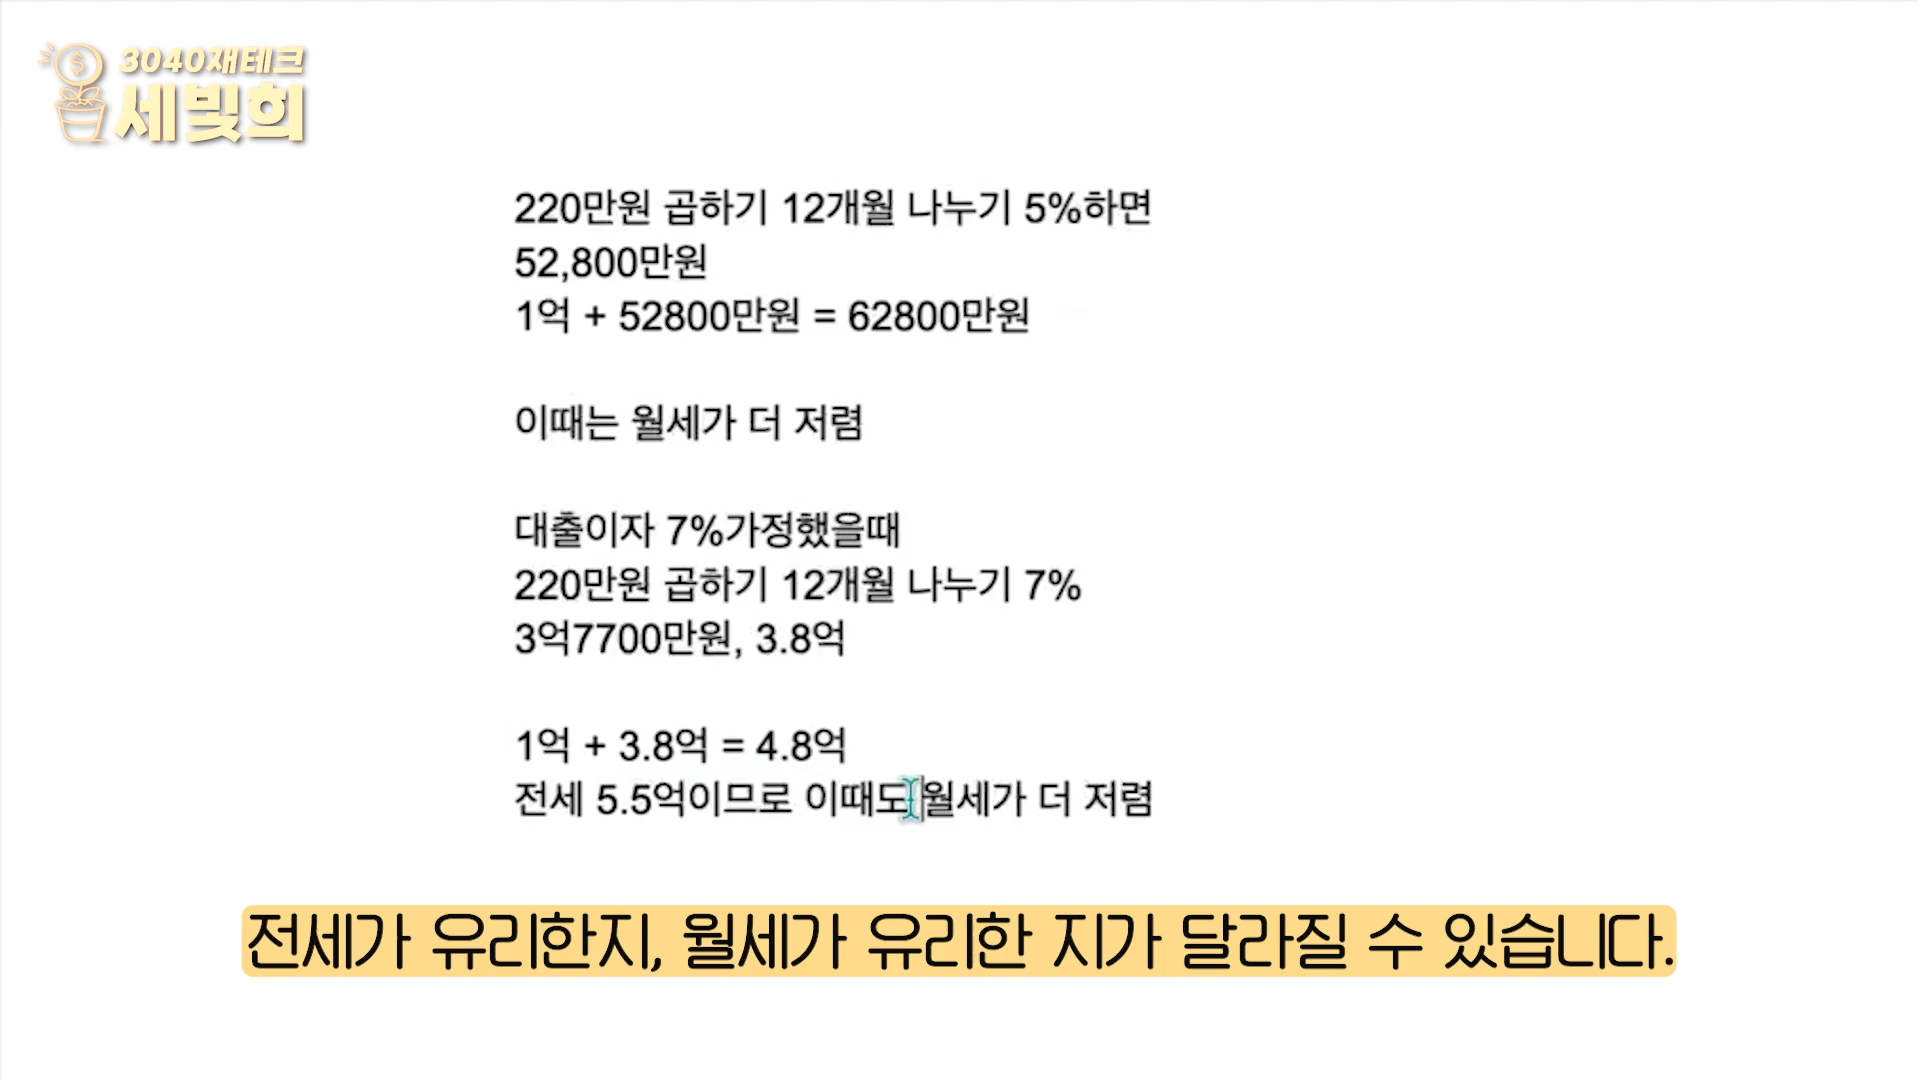 3040재테크
세빛희
220만원 곱하기 12개월 나누기 5%하면
52,800만원
1억 + 52800만원 = 62800만원
이때는 월세가 더 저렴
대출이자 7%가정했을때
220만원 곱하기 12개월 나누기 7%
3억7700만원, 3.8억
1억 + 3.8억 = 4.8억
전세 5.5억이므로 이때도 월세가 더 저렴
전세가 유리한지, 월세가 유리한 지가 달라질 수 있습니다.